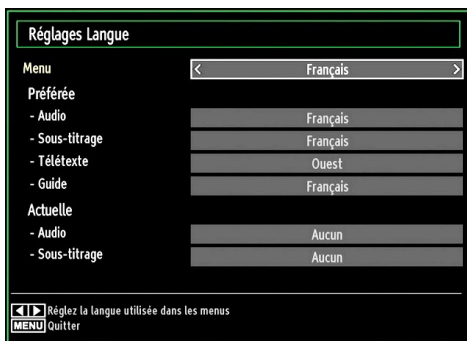 Réglages Langue
Menu < Français >
Préférée
- Audio Français
- Sous-titrage Français
- Télétexte Ouest
- Guide Français
Actuelle
- Audio Aucun
- Sous-titrage Aucun
Réglez la langue utilisée dans les menus
MENU Quitter